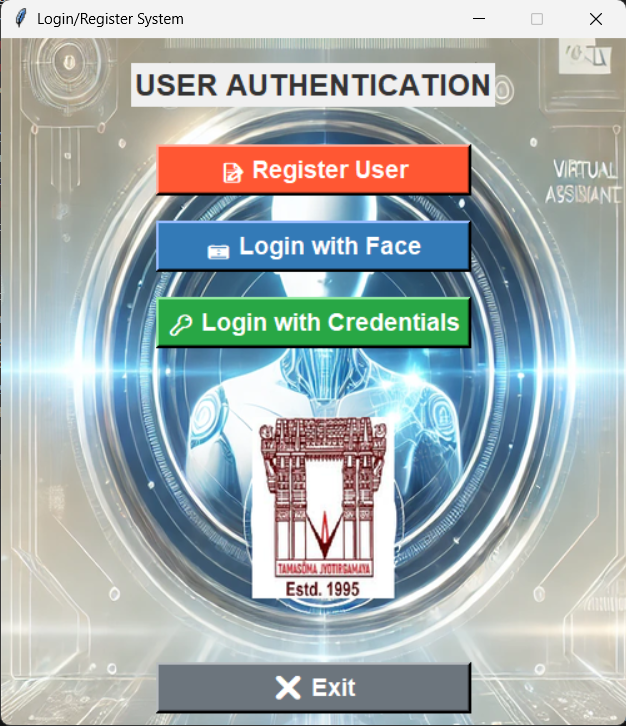 Login/Register System
USER AUTHENTICATION
Register User
VIRTUAL
Login with Face
Login with Credentials
TAMASOMA JYOTIRGAMAYA
Estd. 1995
Exit